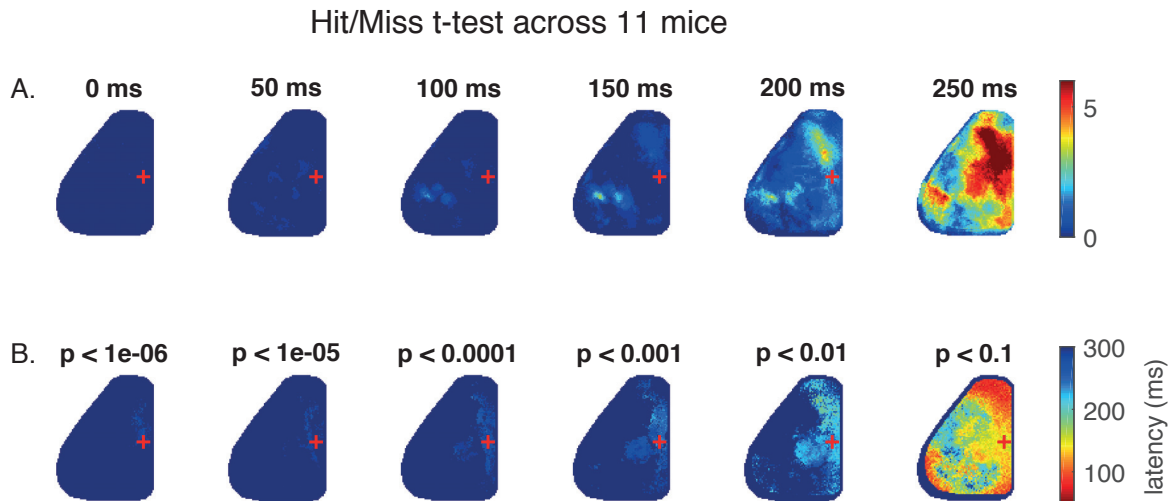 Hit/Miss t-test across 11 mice
A. 0 ms 50 ms 100 ms 150 ms 200 ms 250 ms
5
0
B. p < 1e-06 p < 1e-05 p < 0.0001 p < 0.001 p < 0.01 p < 0.1
300
200
100
latency (ms)